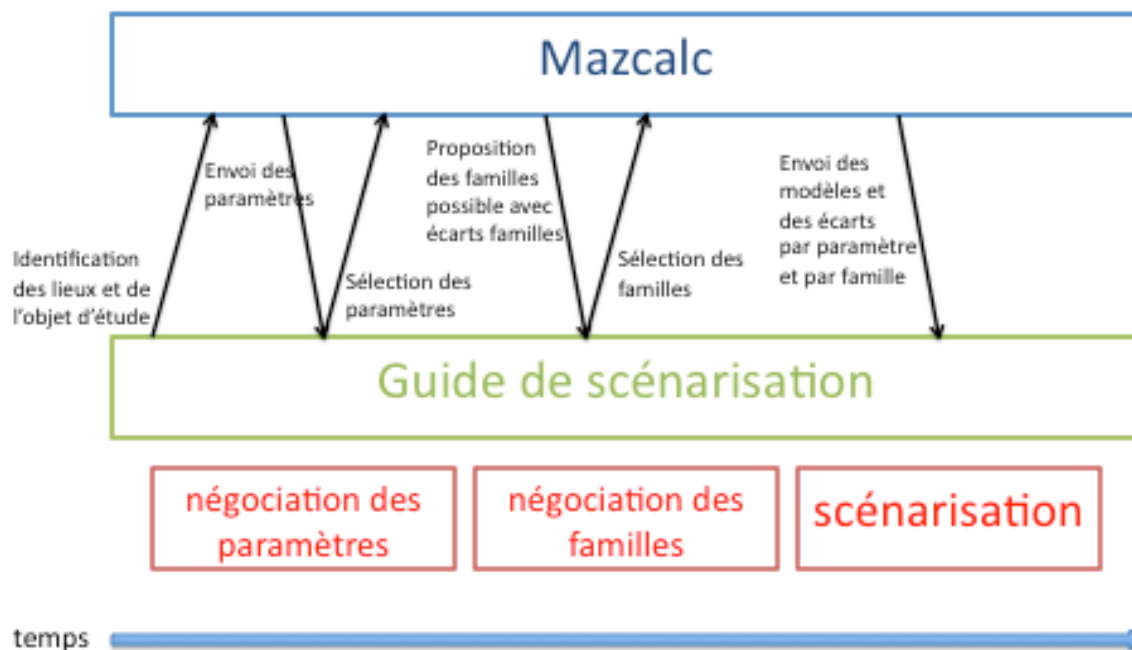 Mazcalc
Identification
des lieux et de
l'objet d'étude
Envoi des
paramètres
Sélection des
paramètres
Proposition
des familles
possible avec
écarts familles
Sélection des
familles
Envoi des
modèles et
des écarts
par paramètre
et par famille
Guide de scénarisation
négociation des
paramètres
négociation des
familles
scénarisation
temps